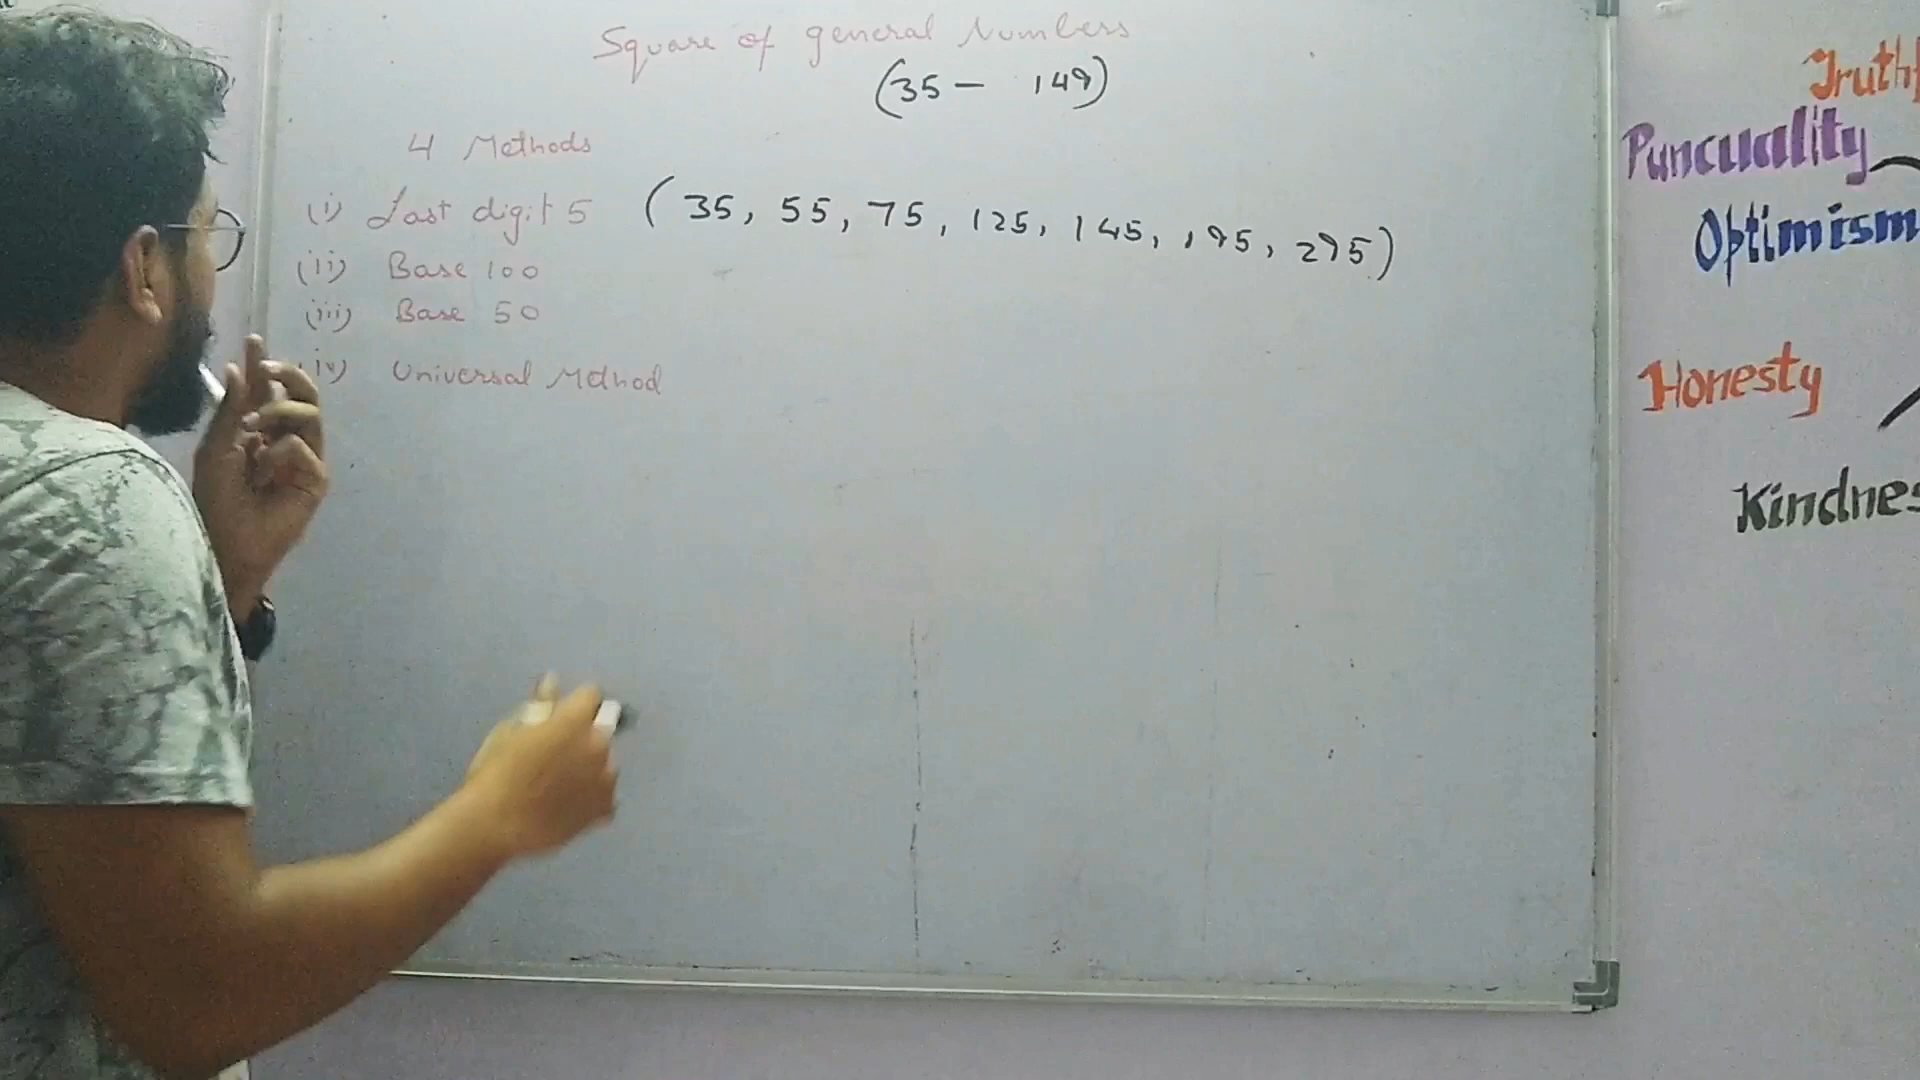 Square of general Numbers
(35 - 149)
4 Methods
(i) Last digit 5 (35, 55, 75, 125, 145, 195, 295)
(ii) Base 100
(iii) Base 50
(iv) Universal Method
Truthf
Puncuality
Optimism
Honesty
Kindnes